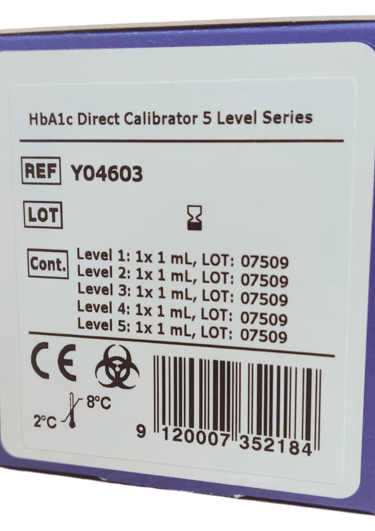 HbA1c Direct Calibrator 5 Level Series
REF Y04603
LOT
Cont.
Level 1: 1x 1 mL, LOT: 07509
Level 2: 1x 1 mL, LOT: 07509
Level 3: 1x 1 mL, LOT: 07509
Level 4: 1x 1 mL, LOT: 07509
Level 5: 1x 1 mL, LOT: 07509
CE
8°C
2°C
9 120007 352184